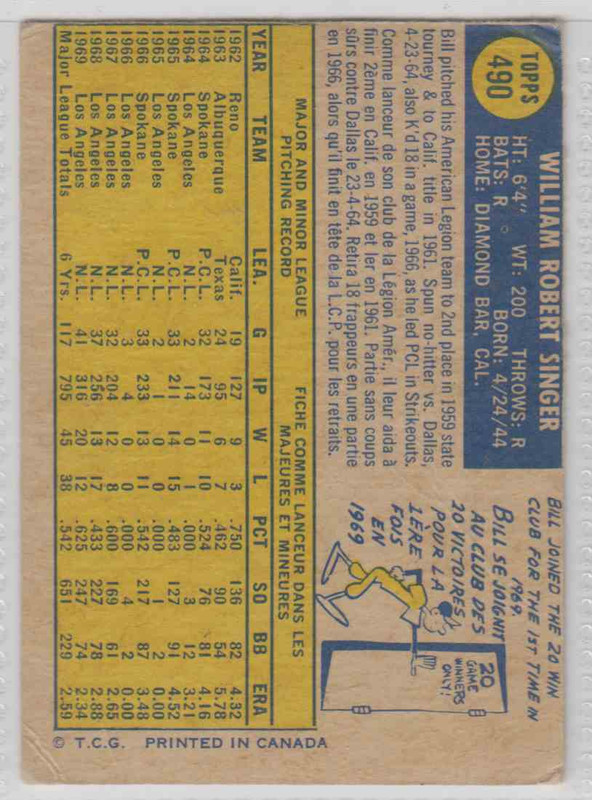 TOPPS
490
WILLIAM ROBERT SINGER
HT: 6'4" WT: 200 THROWS: R
BATS: R BORN: 4/24/44
HOME: DIAMOND BAR, CAL.
Bill pitched his American Legion team to 2nd place in 1959 state
tourney & to Calif. title in 1961. Spun no-hitter vs. Dallas,
4-23-64, also K'd 18 in a game, 1966, as he led PCL in Strikeouts.
Comme lanceur de son club de la Légion Amér., il leur aida à
finir 2ème en Calif. en 1959 et ler en 1961. Partie sans coups
sûrs contre Dallas, le 23-4-64. Retira 18 frappeurs en une partie
en 1966, alors qu'il finit en tête de la L.C.P. pour les retraits.
BILL JOINED THE 20 WIN
CLUB FOR THE 1ST TIME IN
1969.
BILL SE JOIGNIT
AU CLUB DES
20 VICTOIRES
POUR LA
1ÈRE
FOIS
EN
1969
20
GAME
WINNERS
ONLY!
MAJOR AND MINOR LEAGUE
PITCHING RECORD
FICHE COMME LANCEUR DANS LES
MAJEURES ET MINEURES
YEAR TEAM LEA. G IP W L PCT SO BB ERA
1962 Reno Calif. 19 127 9 3 .750 136 82 4.32
1963 Albuquerque Texas 24 95 6 7 .462 90 54 5.78
1964 Spokane P.C.L. 32 173 11 10 .524 76 81 4.16
1964 Los Angeles N.L. 2 14 0 1 .000 3 12 3.21
1965 Spokane P.C.L. 33 211 14 15 .483 127 91 4.52
1965 Los Angeles N.L. 2 1 0 0 .000 1 2 0.00
1966 Spokane P.C.L. 33 233 13 11 .542 217 87 3.48
1966 Los Angeles N.L. 3 4 0 0 .000 4 2 0.00
1967 Los Angeles N.L. 32 204 12 8 .600 169 61 2.65
1968 Los Angeles N.L. 37 256 13 17 .433 227 78 2.88
1969 Los Angeles N.L. 41 316 20 12 .625 247 74 2.34
Major League Totals 6 Yrs. 117 795 45 38 .542 651 229 2.59
© T.C.G. PRINTED IN CANADA